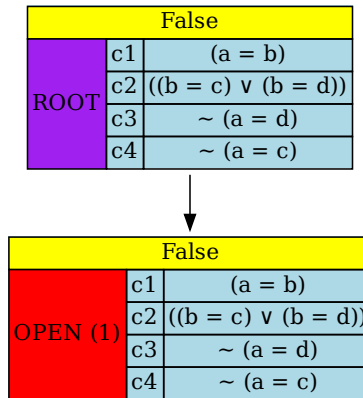 False
ROOT
c1 (a = b)
c2 ((b = c) ∨ (b = d))
c3 ~ (a = d)
c4 ~ (a = c)
False
OPEN (1)
c1 (a = b)
c2 ((b = c) ∨ (b = d))
c3 ~ (a = d)
c4 ~ (a = c)